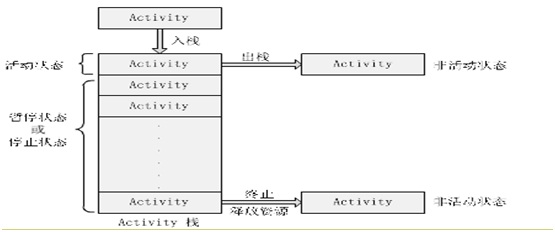 Activity
入栈
活动状态
Activity
出栈
Activity
非活动状态
Activity
Activity
暂停状态
或
停止状态
Activity
终止
释放资源
Activity
非活动状态
Activity 栈